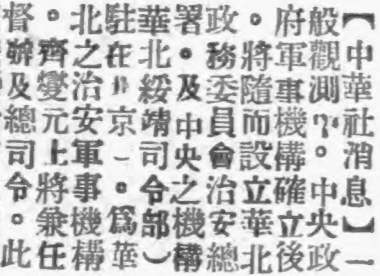 【中華社消息】一
般觀測。中央政
府軍事機構確立後
。將隨而設立華北
政務委員會治安總
署。及中央之機構
華北綏靖司令部︶
駐在北京。爲華
北之治安軍事機構
。齊燮元上將兼任
督辦及總司令。此